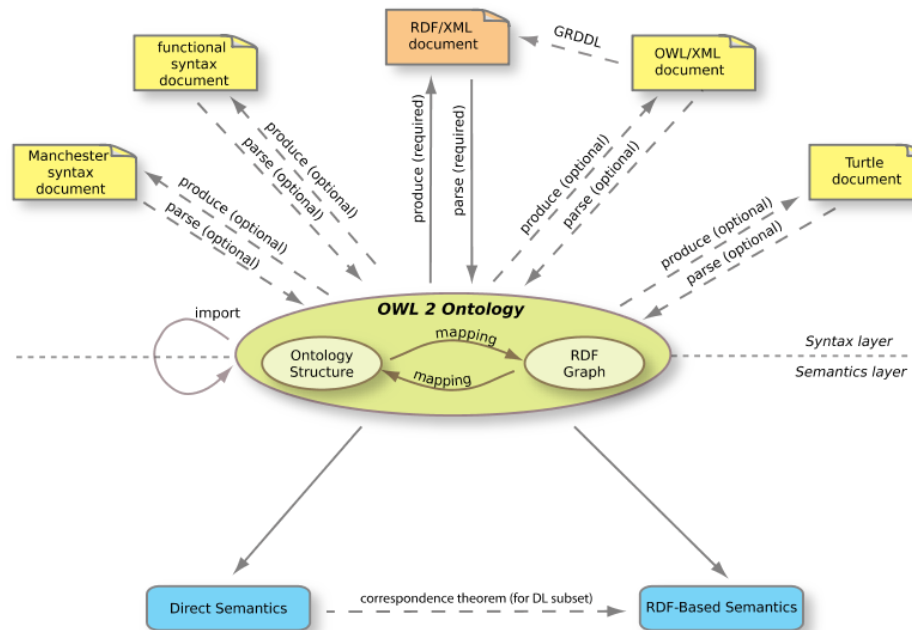 RDF/XML
document
GRDDL
functional
syntax
document
OWL/XML
document
Manchester
syntax
document
Turtle
document
produce (optional)
parse (optional)
produce (optional)
parse (optional)
produce (required)
parse (required)
produce (optional)
parse (optional)
produce (optional)
parse (optional)
import
OWL 2 Ontology
Ontology
Structure
mapping
mapping
RDF
Graph
Syntax layer
Semantics layer
Direct Semantics
correspondence theorem (for DL subset)
RDF-Based Semantics